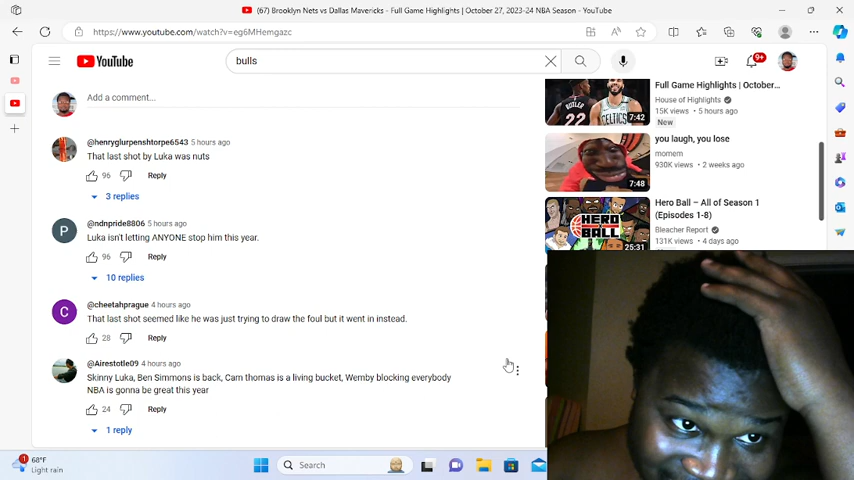 (67) Brooklyn Nets vs Dallas Mavericks - Full Game Highlights | October 27, 2023-24 NBA Season - YouTube
https://www.youtube.com/watch?v=eg6MHemgazc
YouTube
bulls
9+
Add a comment...
@henryglurpenshtorpe6543 5 hours ago
That last shot by Luka was nuts
96 Reply
3 replies
P
@ndnpride8806 5 hours ago
Luka isn't letting ANYONE stop him this year.
96 Reply
10 replies
C
@cheetahprague 4 hours ago
That last shot seemed like he was just trying to draw the foul but it went in instead.
28 Reply
@Airestotle09 4 hours ago
Skinny Luka, Ben Simmons is back, Cam thomas is a living bucket, Wemby blocking everybody
NBA is gonna be great this year
24 Reply
1 reply
BUTLER
22
CELTICS
7:42
Full Game Highlights | October...
House of Highlights
15K views • 5 hours ago
New
7:48
you laugh, you lose
momem
930K views • 2 weeks ago
HERO
BALL
25:31
Hero Ball – All of Season 1
(Episodes 1-8)
Bleacher Report
131K views • 4 days ago
1
68°F
Light rain
Search